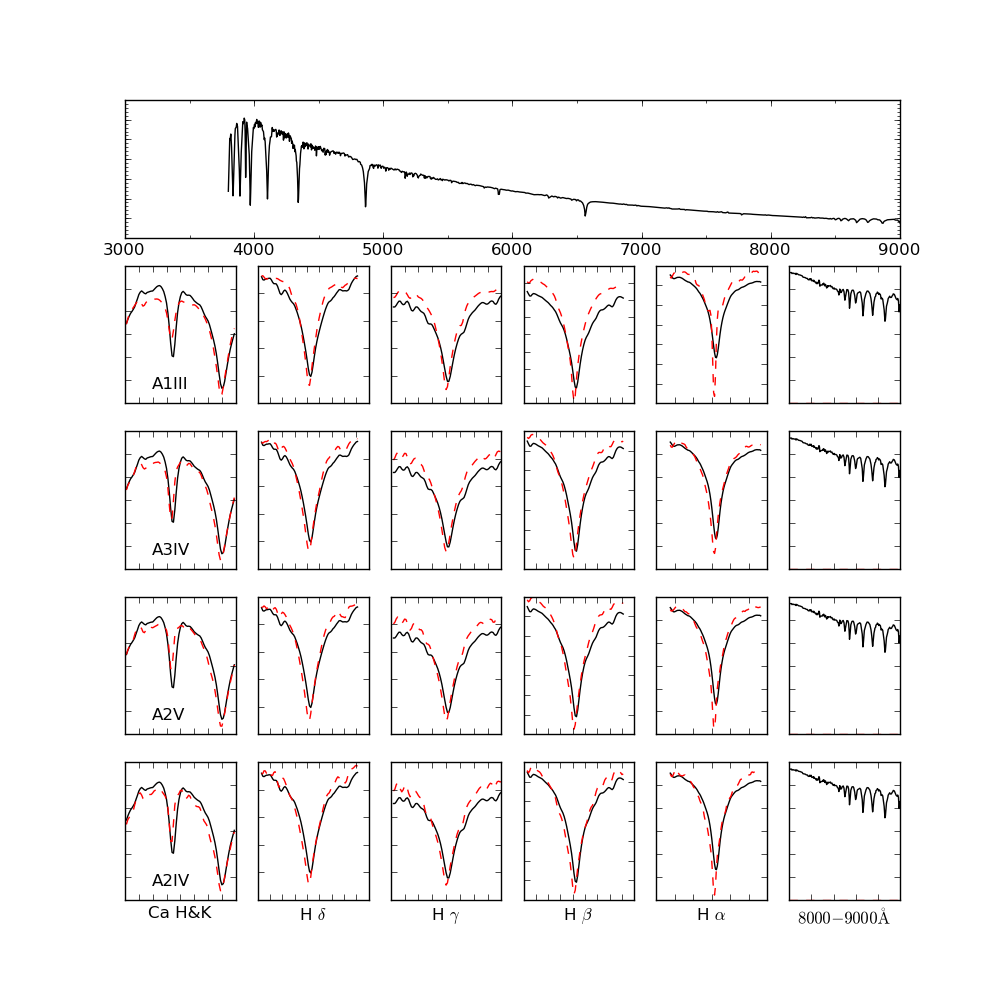 3000 4000 5000 6000 7000 8000 9000
A1III
A3IV
A2V
A2IV
Ca H&K H δ H γ H β H α 8000−9000Å